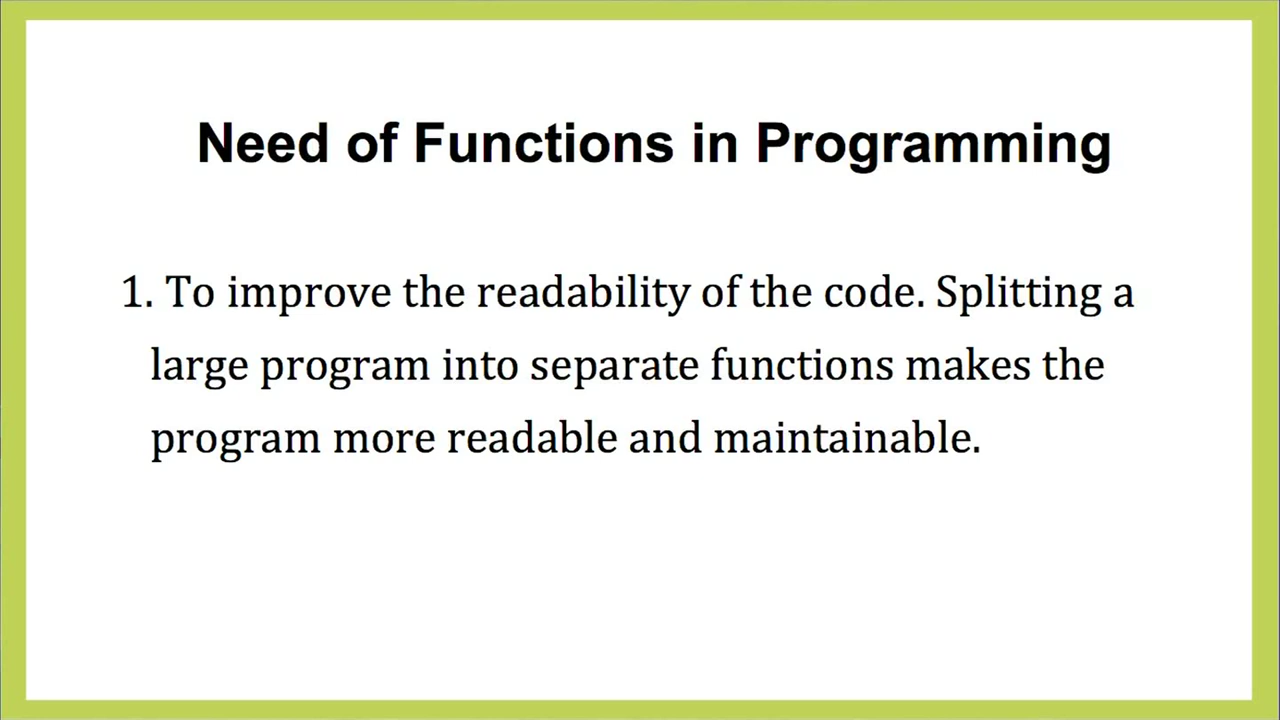 Need of Functions in Programming
1. To improve the readability of the code. Splitting a
large program into separate functions makes the
program more readable and maintainable.